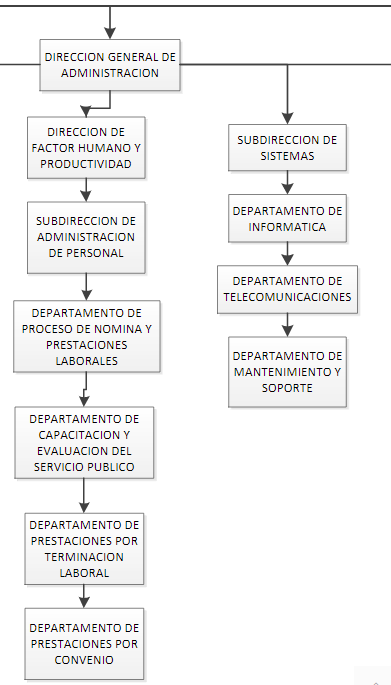 DIRECCION GENERAL DE
ADMINISTRACION
DIRECCION DE
FACTOR HUMANO Y
PRODUCTIVIDAD
SUBDIRECCION DE
ADMINISTRACION
DE PERSONAL
DEPARTAMENTO DE
PROCESO DE NOMINA Y
PRESTACIONES
LABORALES
DEPARTAMENTO DE
CAPACITACION Y
EVALUACION DEL
SERVICIO PUBLICO
DEPARTAMENTO DE
PRESTACIONES POR
TERMINACION
LABORAL
DEPARTAMENTO DE
PRESTACIONES POR
CONVENIO
SUBDIRECCION DE
SISTEMAS
DEPARTAMENTO DE
INFORMATICA
DEPARTAMENTO DE
TELECOMUNICACIONES
DEPARTAMENTO DE
MANTENIMIENTO Y
SOPORTE